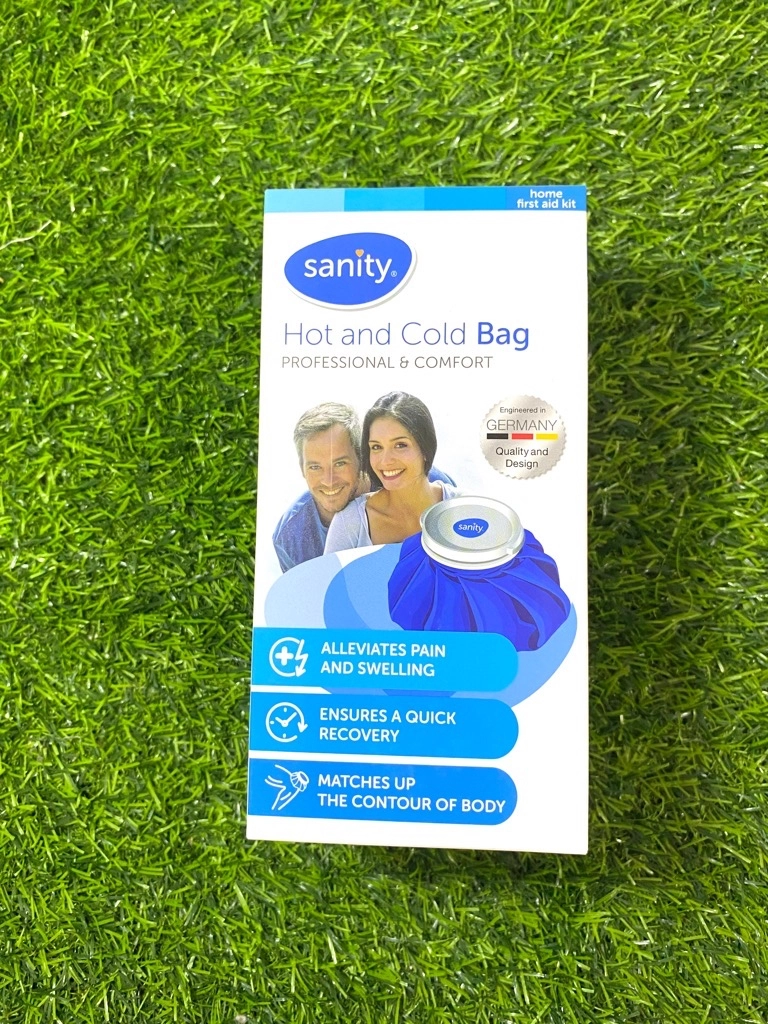 home
first aid kit
sanity®
Hot and Cold Bag
PROFESSIONAL & COMFORT
Engineered in
GERMANY
Quality and
Design
sanity
ALLEVIATES PAIN
AND SWELLING
ENSURES A QUICK
RECOVERY
MATCHES UP
THE CONTOUR OF BODY